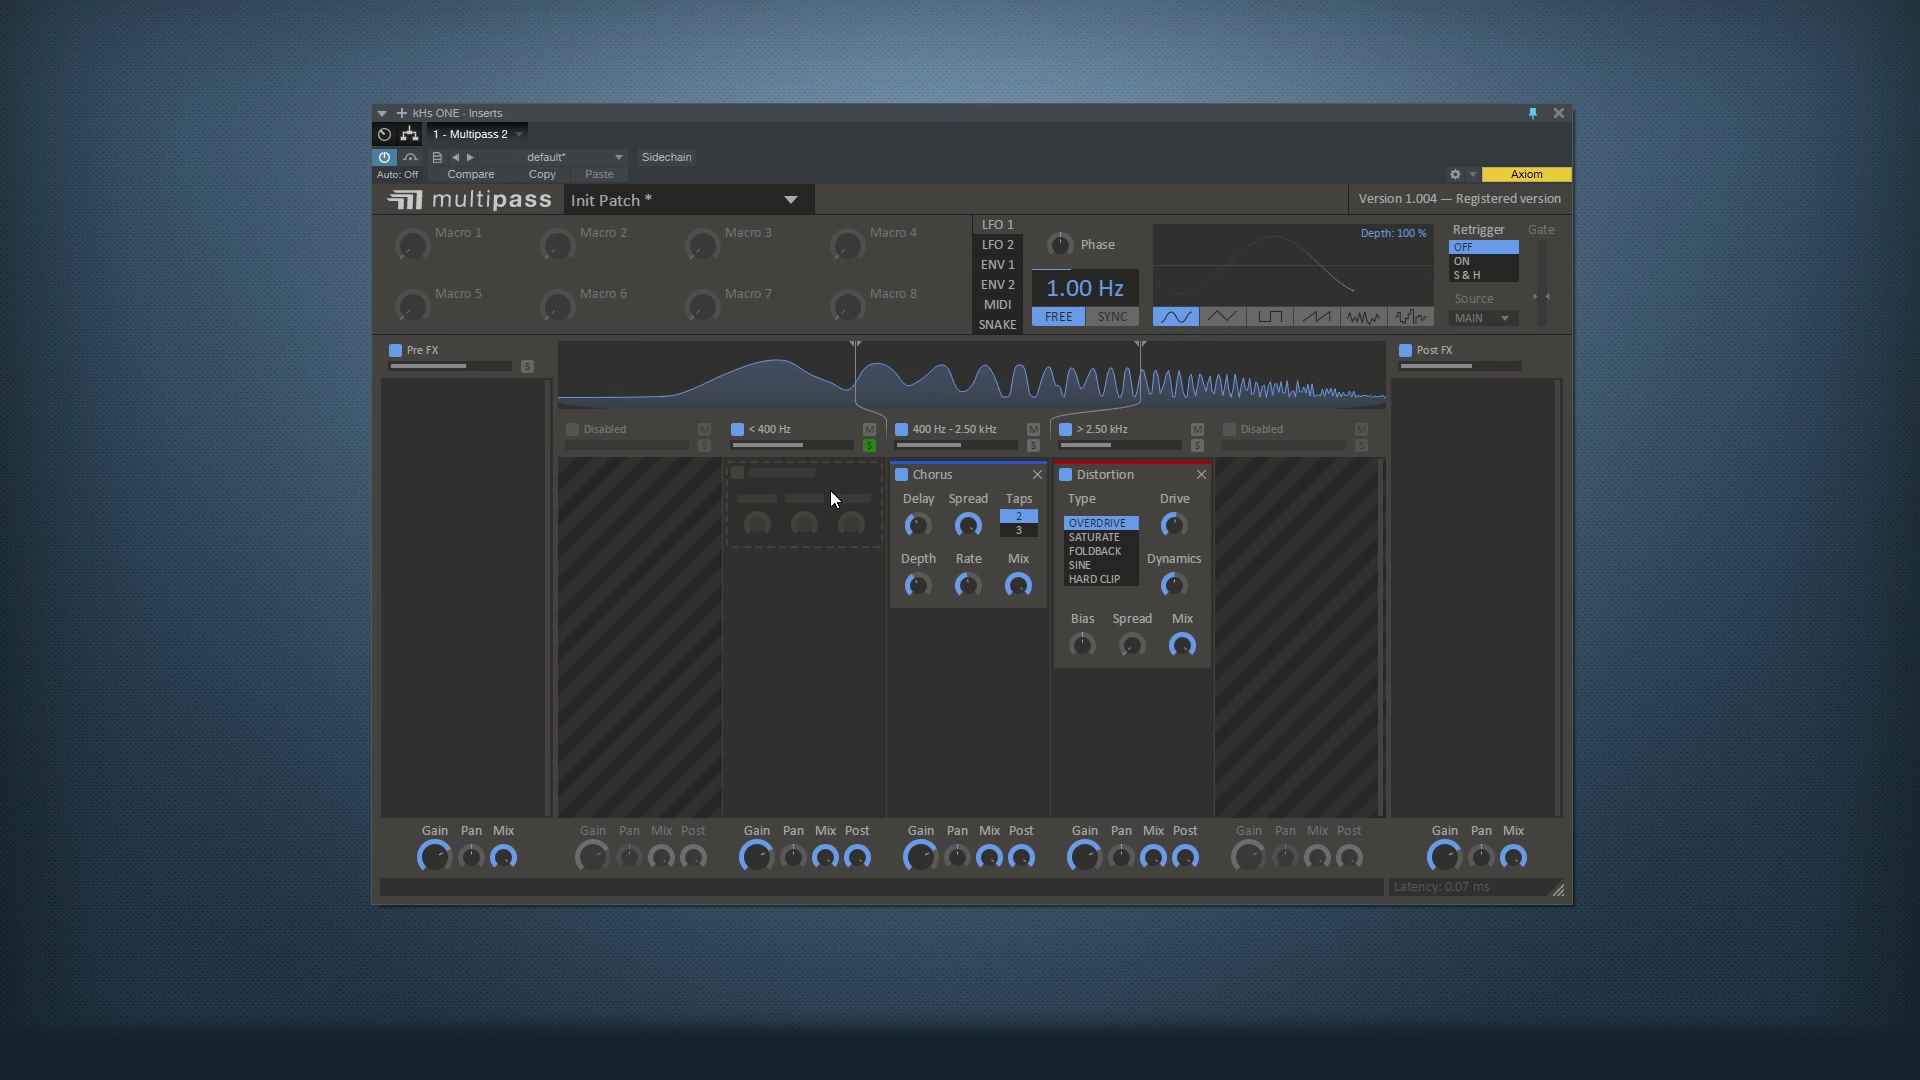 kHs ONE - Inserts
1 - Multipass 2
default*
Sidechain
Auto: Off
Compare
Copy
Paste
Axiom
multipass
Init Patch *
Version 1.004 — Registered version
Macro 1
Macro 2
Macro 3
Macro 4
Macro 5
Macro 6
Macro 7
Macro 8
LFO 1
LFO 2
ENV 1
ENV 2
MIDI
SNAKE
Phase
1.00 Hz
FREE
SYNC
Depth: 100 %
Retrigger
OFF
ON
S & H
Source
MAIN
Gate
Pre FX
S
Post FX
Disabled
M
S
< 400 Hz
M
S
400 Hz - 2.50 kHz
M
S
> 2.50 kHz
M
S
Disabled
M
S
Chorus
Delay
Spread
Taps
2
3
Depth
Rate
Mix
Distortion
Type
Drive
OVERDRIVE
SATURATE
FOLDBACK
SINE
HARD CLIP
Dynamics
Bias
Spread
Mix
Gain Pan Mix
Gain Pan Mix Post
Gain Pan Mix Post
Gain Pan Mix Post
Gain Pan Mix Post
Gain Pan Mix Post
Gain Pan Mix
Latency: 0.07 ms